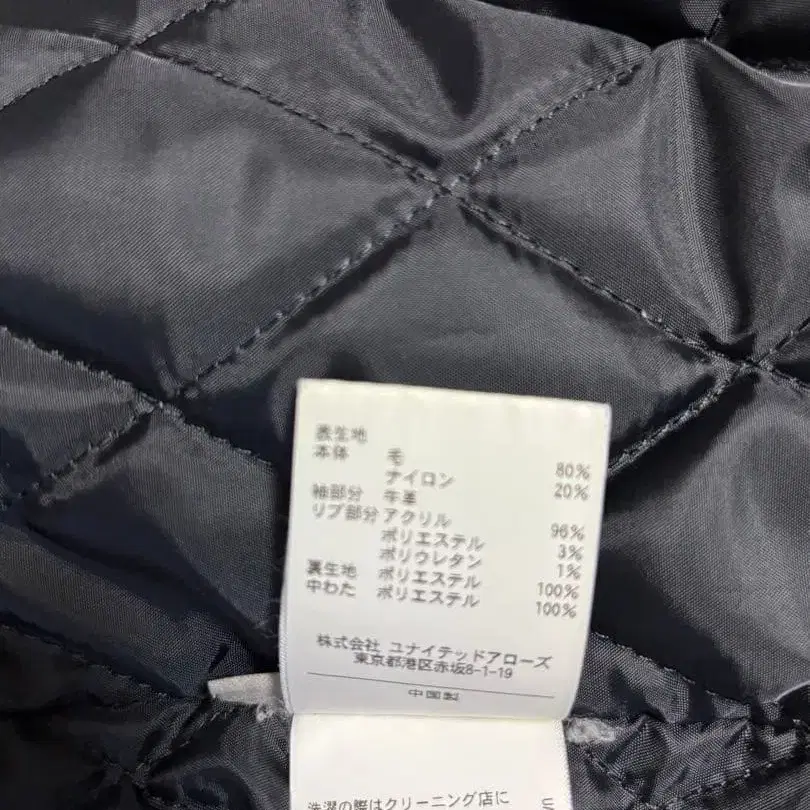 表生地
本体 毛 80%
ナイロン 20%
袖部分 牛革
リブ部分 アクリル 96%
ポリエステル 3%
ポリウレタン 1%
裏生地 ポリエステル 100%
中わた ポリエステル 100%
株式会社 ユナイテッドアローズ
東京都港区赤坂8-1-19
中国製
洗濯の際はクリーニング店に